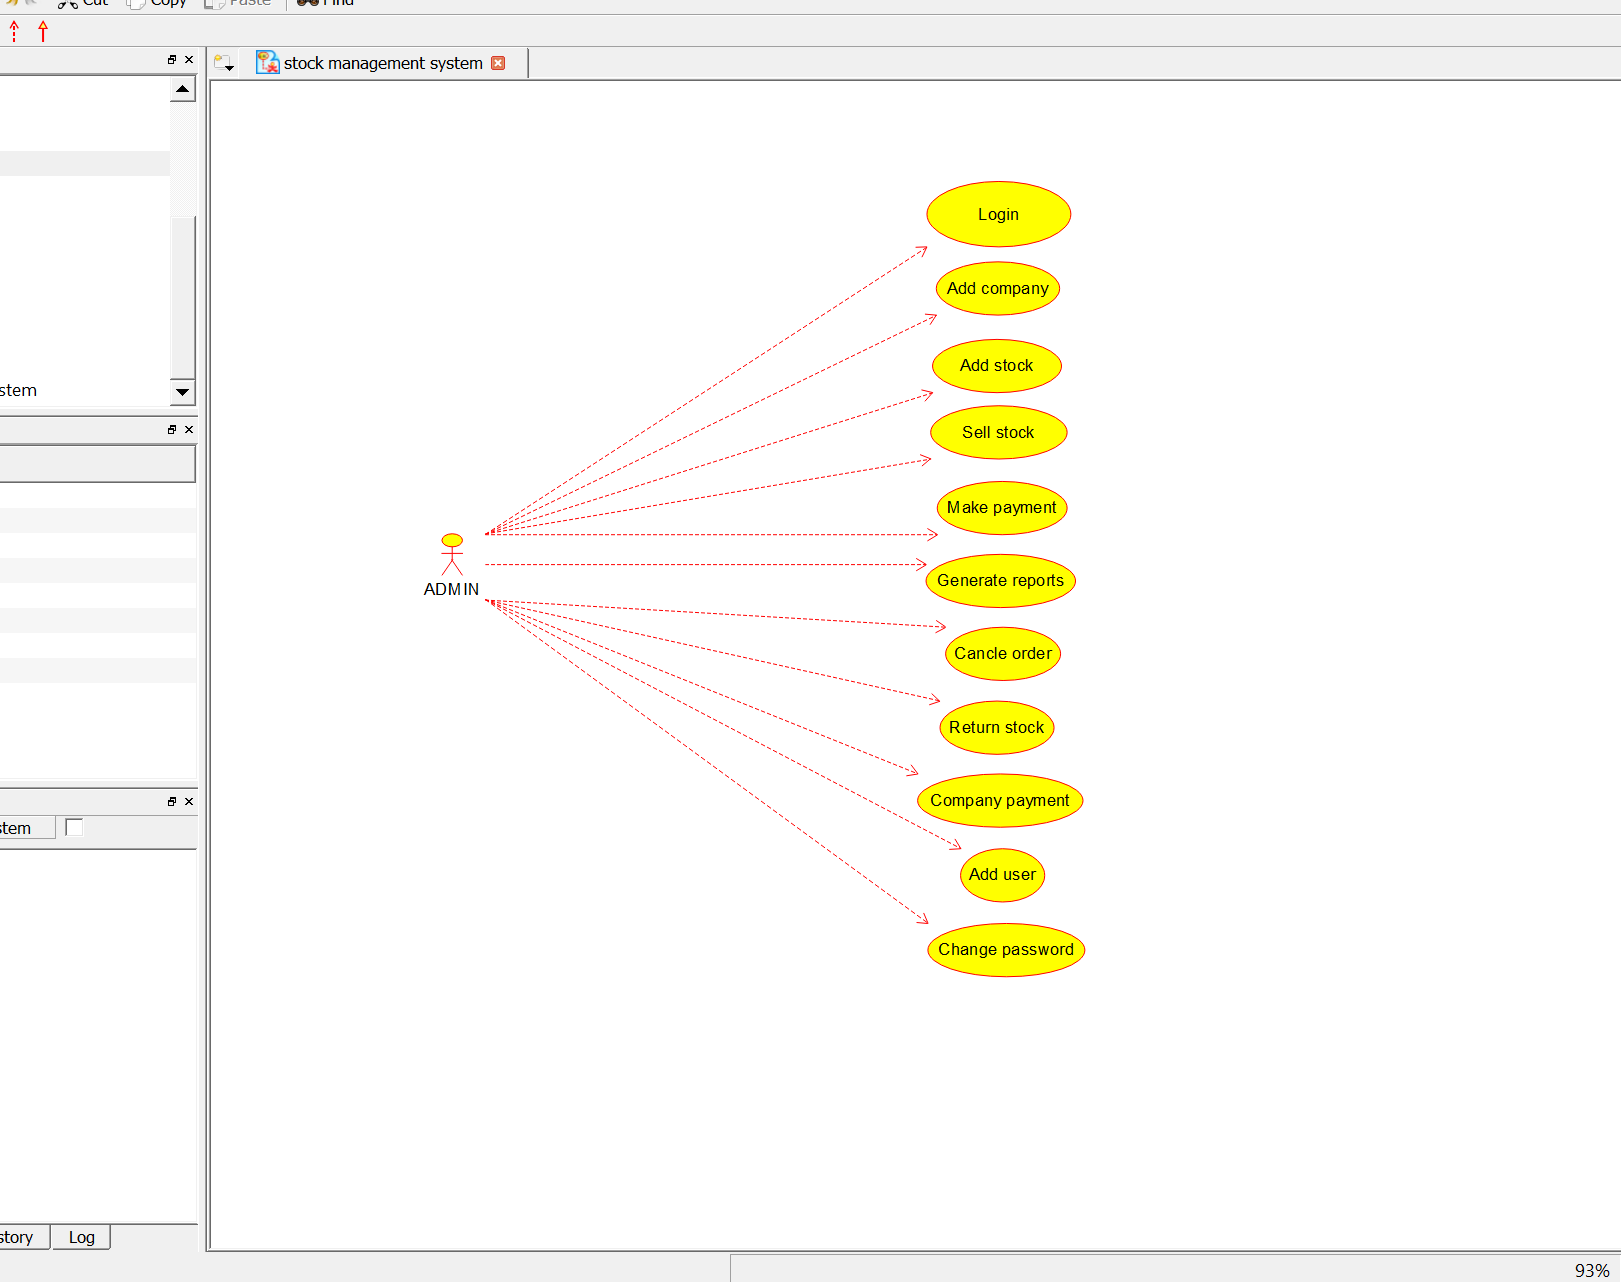 Cut Copy Paste Find
stock management system
Login
Add company
Add stock
Sell stock
Make payment
ADMIN
Generate reports
Cancle order
Return stock
Company payment
Add user
Change password
stem
stem
story Log
93%